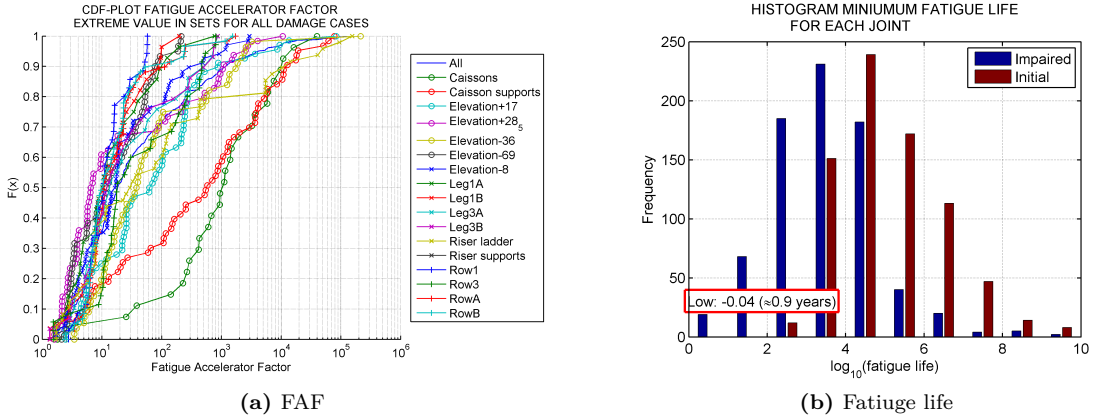 CDF-PLOT FATIGUE ACCELERATOR FACTOR
EXTREME VALUE IN SETS FOR ALL DAMAGE CASES
F(x)
1
0.9
0.8
0.7
0.6
0.5
0.4
0.3
0.2
0.1
0
10^0 10^1 10^2 10^3 10^4 10^5 10^6
Fatigue Accelerator Factor
All
Caissons
Caisson supports
Elevation+17
Elevation+28_5
Elevation-36
Elevation-69
Elevation-8
Leg1A
Leg1B
Leg3A
Leg3B
Riser ladder
Riser supports
Row1
Row3
RowA
RowB
(a) FAF
HISTOGRAM MINIUMUM FATIGUE LIFE
FOR EACH JOINT
Frequency
250
200
150
100
50
0
Impaired
Initial
Low: -0.04 (≈0.9 years)
0 2 4 6 8 10
log_10(fatigue life)
(b) Fatiuge life